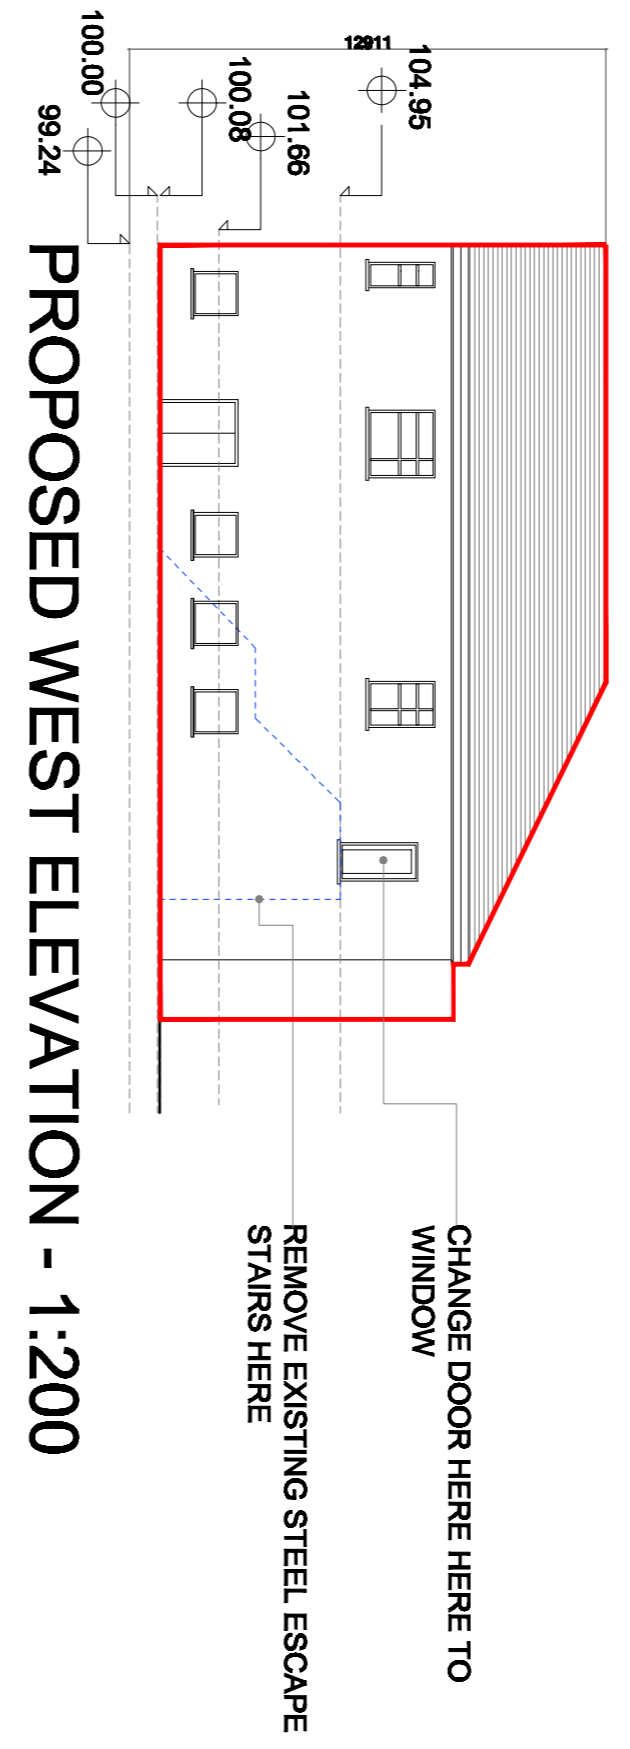 104.95
101.66
100.08
100.00
99.24
CHANGE DOOR HERE HERE TO
WINDOW
REMOVE EXISTING STEEL ESCAPE
STAIRS HERE
PROPOSED WEST ELEVATION - 1:200